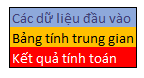 Các dữ liệu đầu vào
Bảng tính trung gian
Kết quả tính toán